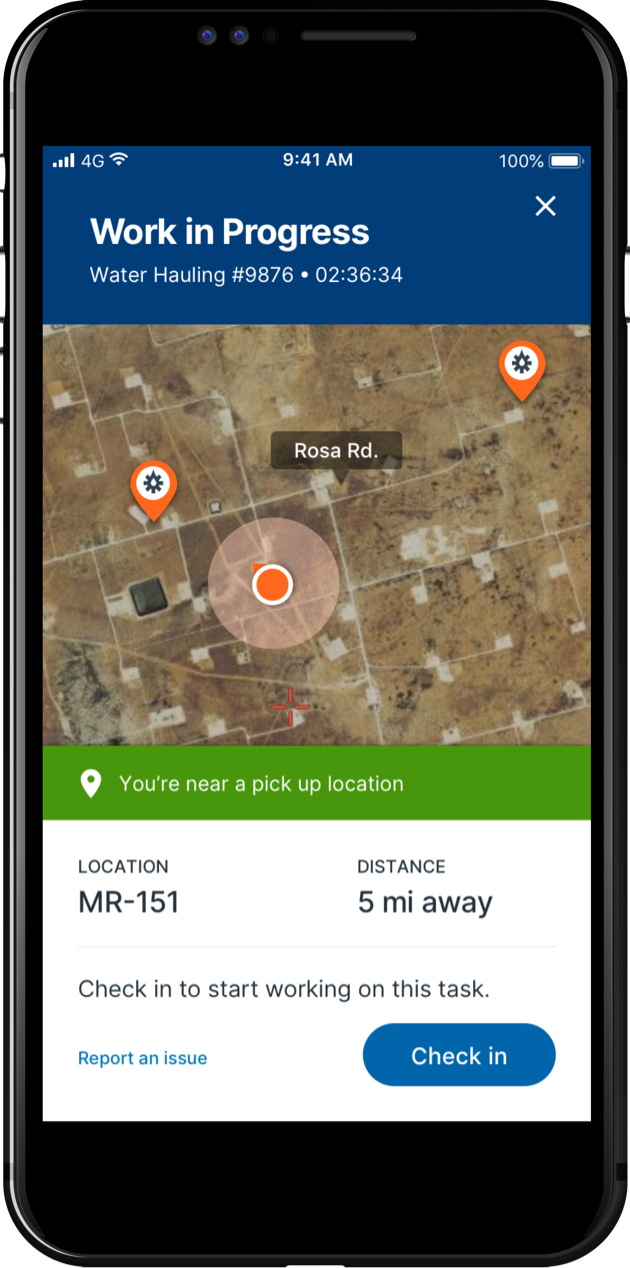 4G 9:41 AM 100%
Work in Progress
Water Hauling #9876 • 02:36:34
Rosa Rd.
You’re near a pick up location
LOCATION DISTANCE
MR-151 5 mi away
Check in to start working on this task.
Report an issue Check in